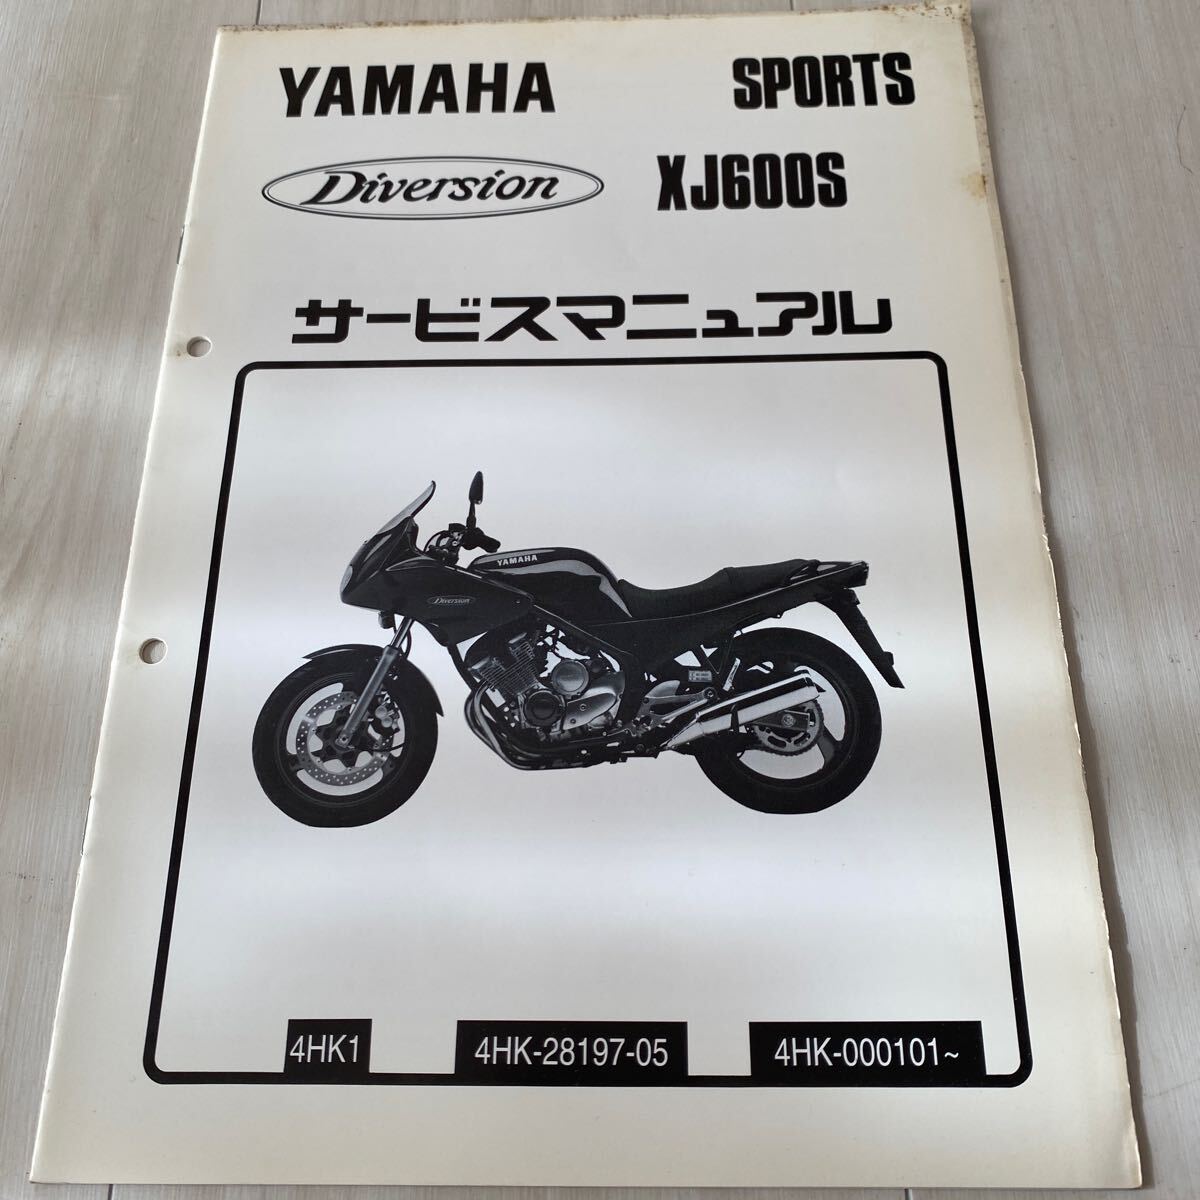 YAMAHA SPORTS
Diversion XJ600S
サービスマニュアル
YAMAHA
Diversion
4HK1 4HK-28197-05 4HK-000101~